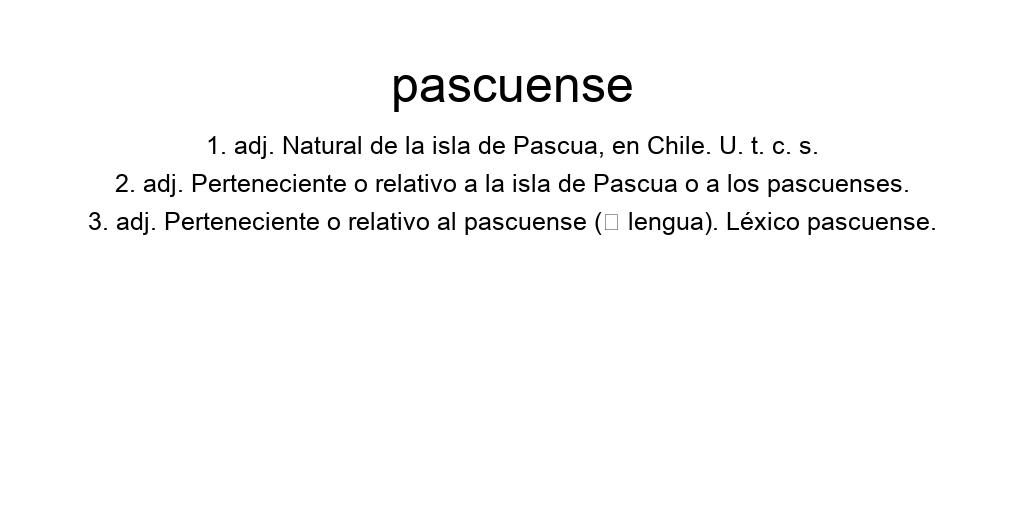 pascuense
1. adj. Natural de la isla de Pascua, en Chile. U. t. c. s.
2. adj. Perteneciente o relativo a la isla de Pascua o a los pascuenses.
3. adj. Perteneciente o relativo al pascuense (□ lengua). Léxico pascuense.